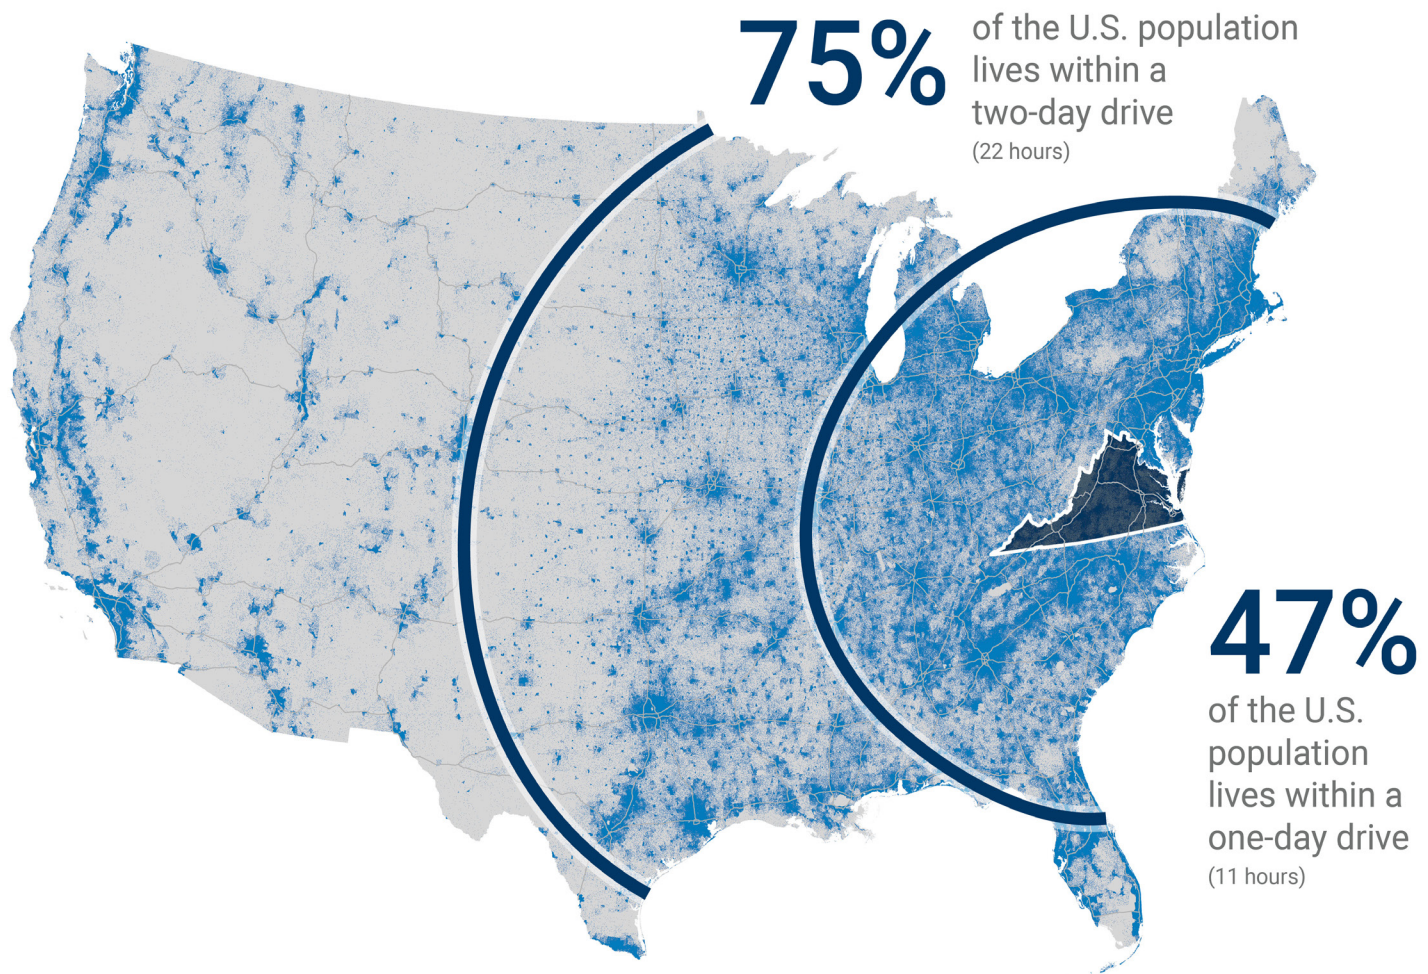 75%
of the U.S. population
lives within a
two-day drive
(22 hours)
47%
of the U.S.
population
lives within a
one-day drive
(11 hours)